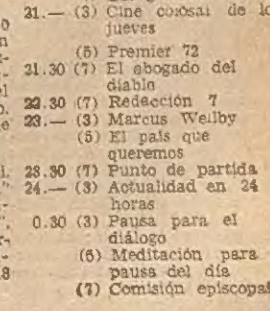 21.— (3) Cine colosal de lo
jueves
(5) Premier 72
21.30 (7) El abogado del
diablo
22.30 (7) Redacción 7
23.— (3) Marcus Weilby
(5) El país que
queremos
23.30 (7) Punto de partida
24.— (3) Actualidad en 24
horas
0.30 (3) Pausa para el
diálogo
(5) Meditación para
pausa del día
(7) Comisión episcopal